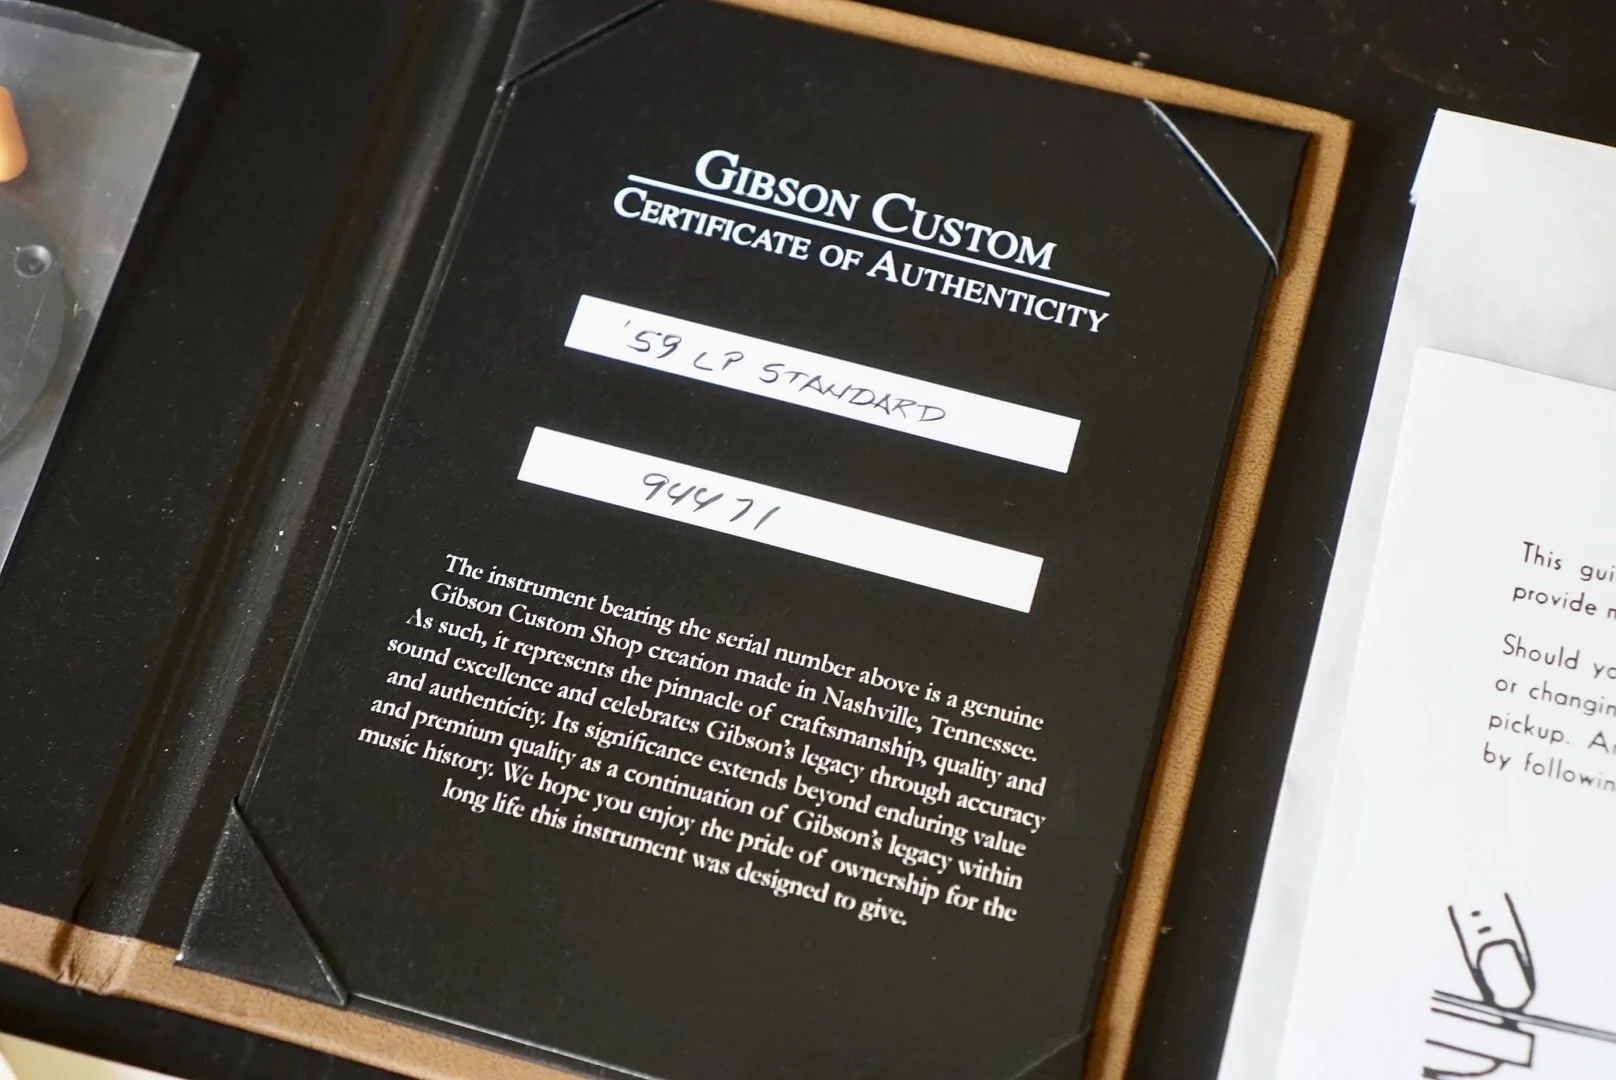 GIBSON CUSTOM
CERTIFICATE OF AUTHENTICITY
'59 LP STANDARD
94471
The instrument bearing the serial number above is a genuine
Gibson Custom Shop creation made in Nashville, Tennessee.
As such, it represents the pinnacle of craftsmanship, quality and
sound excellence and celebrates Gibson's legacy through accuracy
and authenticity. Its significance extends beyond enduring value
and premium quality as a continuation of Gibson's legacy within
music history. We hope you enjoy the pride of ownership for the
long life this instrument was designed to give.
This
provide
Should
or
pickup.
by